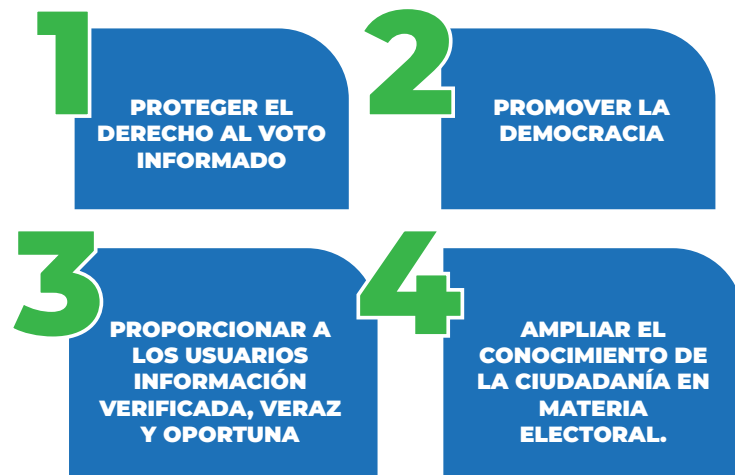 1
PROTEGER EL
DERECHO AL VOTO
INFORMADO
2
PROMOVER LA
DEMOCRACIA
3
PROPORCIONAR A
LOS USUARIOS
INFORMACIÓN
VERIFICADA, VERAZ
Y OPORTUNA
4
AMPLIAR EL
CONOCIMIENTO DE
LA CIUDADANÍA EN
MATERIA
ELECTORAL.